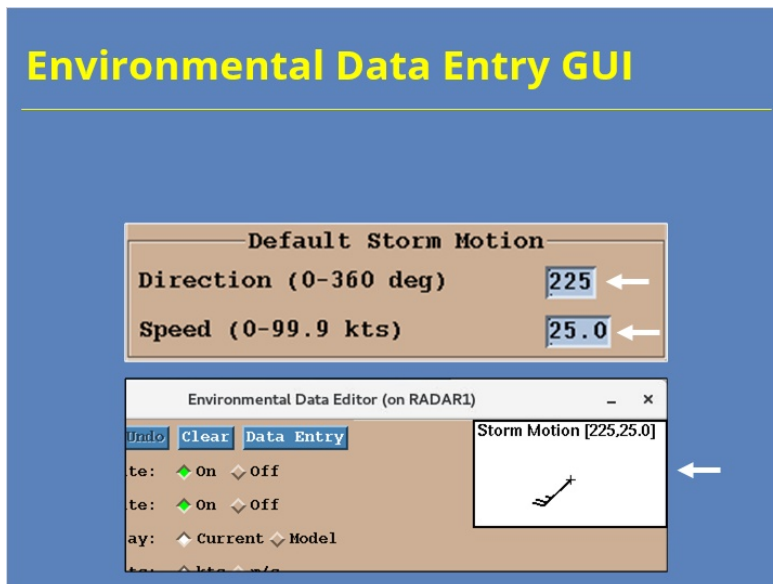 Environmental Data Entry GUI
Default Storm Motion
Direction (0-360 deg) 225
Speed (0-99.9 kts) 25.0
Environmental Data Editor (on RADAR1)
Undo Clear Data Entry
Storm Motion [225,25.0]
te: On Off
te: On Off
ay: Current Model